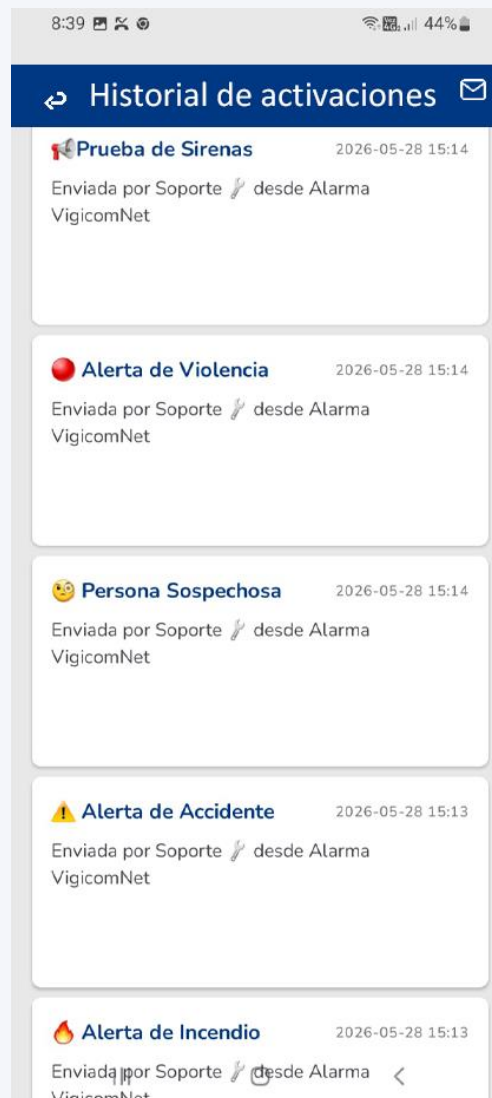 8:39
44%
Historial de activaciones
Prueba de Sirenas 2026-05-28 15:14
Enviada por Soporte desde Alarma
VigicomNet
Alerta de Violencia 2026-05-28 15:14
Enviada por Soporte desde Alarma
VigicomNet
Persona Sospechosa 2026-05-28 15:14
Enviada por Soporte desde Alarma
VigicomNet
Alerta de Accidente 2026-05-28 15:13
Enviada por Soporte desde Alarma
VigicomNet
Alerta de Incendio 2026-05-28 15:13
Enviada por Soporte desde Alarma
VigicomNet